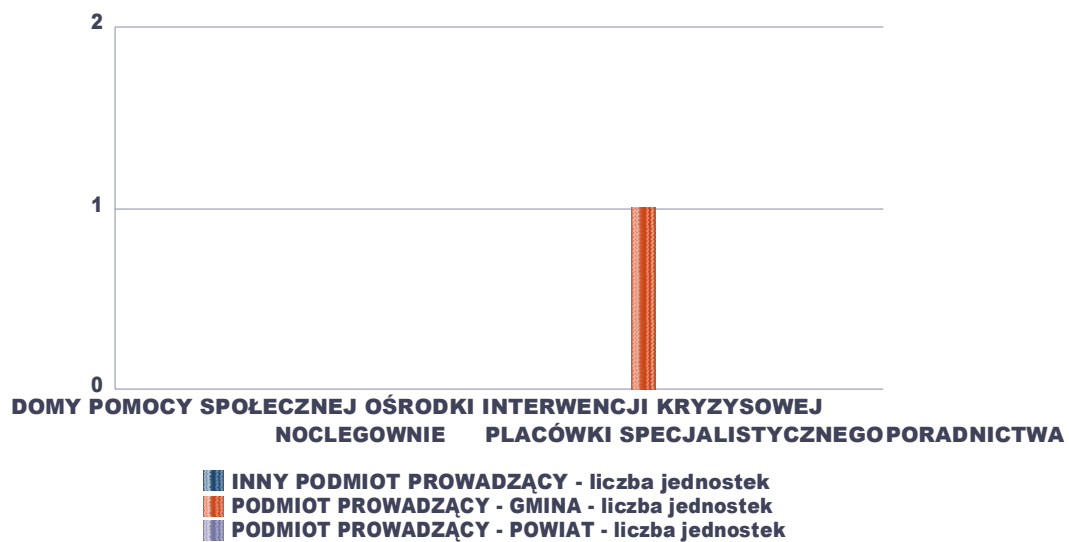 2
1
0
DOMY POMOCY SPOŁECZNEJ OŚRODKI INTERWENCJI KRYZYSOWEJ
NOCLEGOWNIE PLACÓWKI SPECJALISTYCZNEGO PORADNICTWA
INNY PODMIOT PROWADZĄCY - liczba jednostek
PODMIOT PROWADZĄCY - GMINA - liczba jednostek
PODMIOT PROWADZĄCY - POWIAT - liczba jednostek